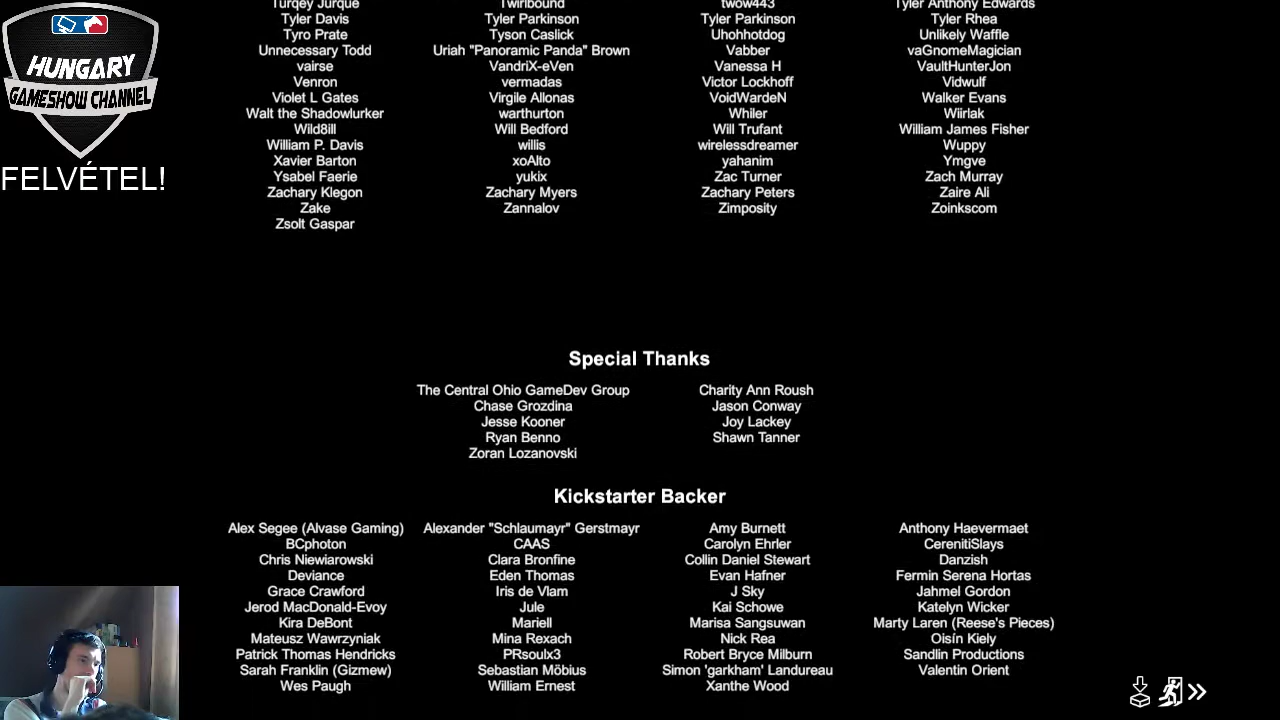 HUNGARY
GAMESHOW CHANNEL
FELVÉTEL!
Turqey Jurque Twirlbound twow443 Tyler Anthony Edwards
Tyler Davis Tyler Parkinson Tyler Parkinson Tyler Rhea
Tyro Prate Tyson Caslick Uhohhotdog Unlikely Waffle
Unnecessary Todd Uriah "Panoramic Panda" Brown Vabber vaGnomeMagician
vairse VandriX-eVen Vanessa H VaultHunterJon
Venron vermadas Victor Lockhoff Vidwulf
Violet L Gates Virgile Allonas VoidWardeN Walker Evans
Walt the Shadowlurker warthurton Whiler Wiirlak
Wild8ill Will Bedford Will Trufant William James Fisher
William P. Davis willis wirelessdreamer Wuppy
Xavier Barton xoAlto yahanim Ymgve
Ysabel Faerie yukix Zac Turner Zach Murray
Zachary Klegon Zachary Myers Zachary Peters Zaire Ali
Zake Zannalov Zimposity Zoinkscom
Zsolt Gaspar
Special Thanks
The Central Ohio GameDev Group Charity Ann Roush
Chase Grozdina Jason Conway
Jesse Kooner Joy Lackey
Ryan Benno Shawn Tanner
Zoran Lozanovski
Kickstarter Backer
Alex Segee (Alvase Gaming) Alexander "Schlaumayr" Gerstmayr Amy Burnett Anthony Haevermaet
BCphoton CAAS Carolyn Ehrler CerenitiSlays
Chris Niewiarowski Clara Bronfine Collin Daniel Stewart Danzish
Deviance Eden Thomas Evan Hafner Fermin Serena Hortas
Grace Crawford Iris de Vlam J Sky Jahmel Gordon
Jerod MacDonald-Evoy Jule Kai Schowe Katelyn Wicker
Kira DeBont Mariell Marisa Sangsuwan Marty Laren (Reese's Pieces)
Mateusz Wawrzyniak Mina Rexach Nick Rea Oisín Kiely
Patrick Thomas Hendricks PRsoulx3 Robert Bryce Milburn Sandlin Productions
Sarah Franklin (Gizmew) Sebastian Möbius Simon 'garkham' Landureau Valentin Orient
Wes Paugh William Ernest Xanthe Wood